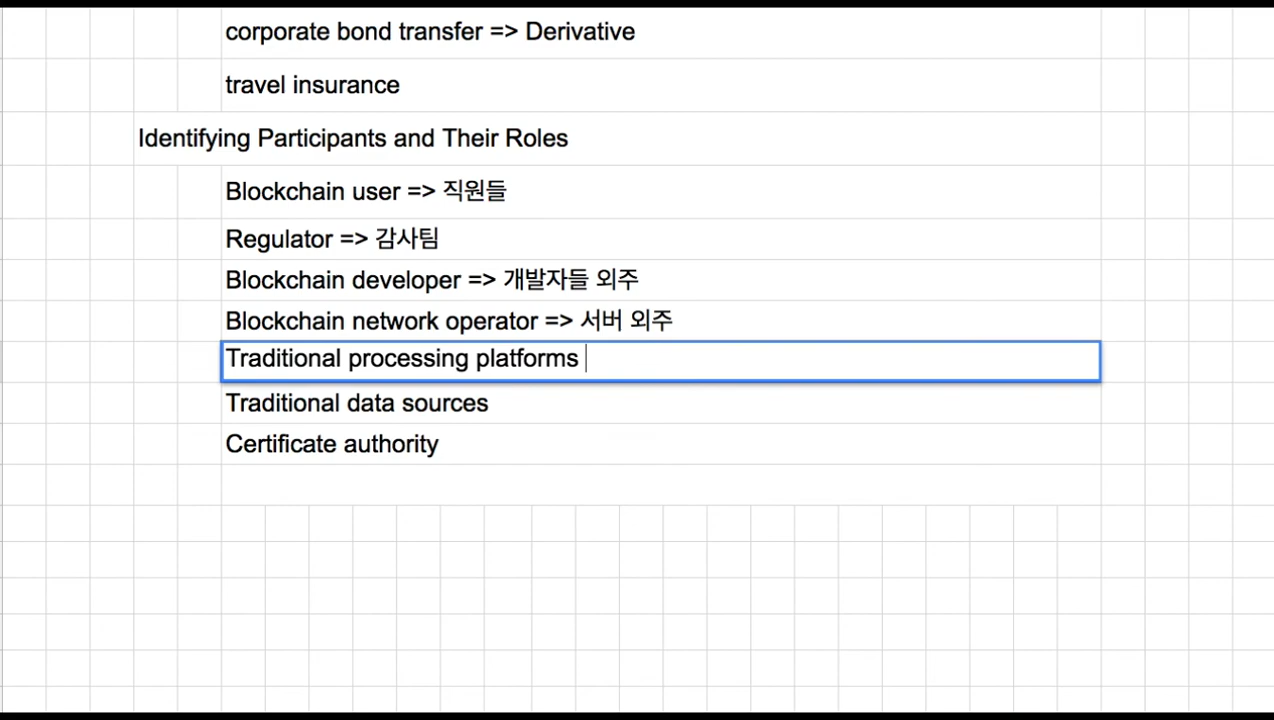 corporate bond transfer => Derivative
travel insurance
Identifying Participants and Their Roles
Blockchain user => 직원들
Regulator => 감사팀
Blockchain developer => 개발자들 외주
Blockchain network operator => 서버 외주
Traditional processing platforms
Traditional data sources
Certificate authority